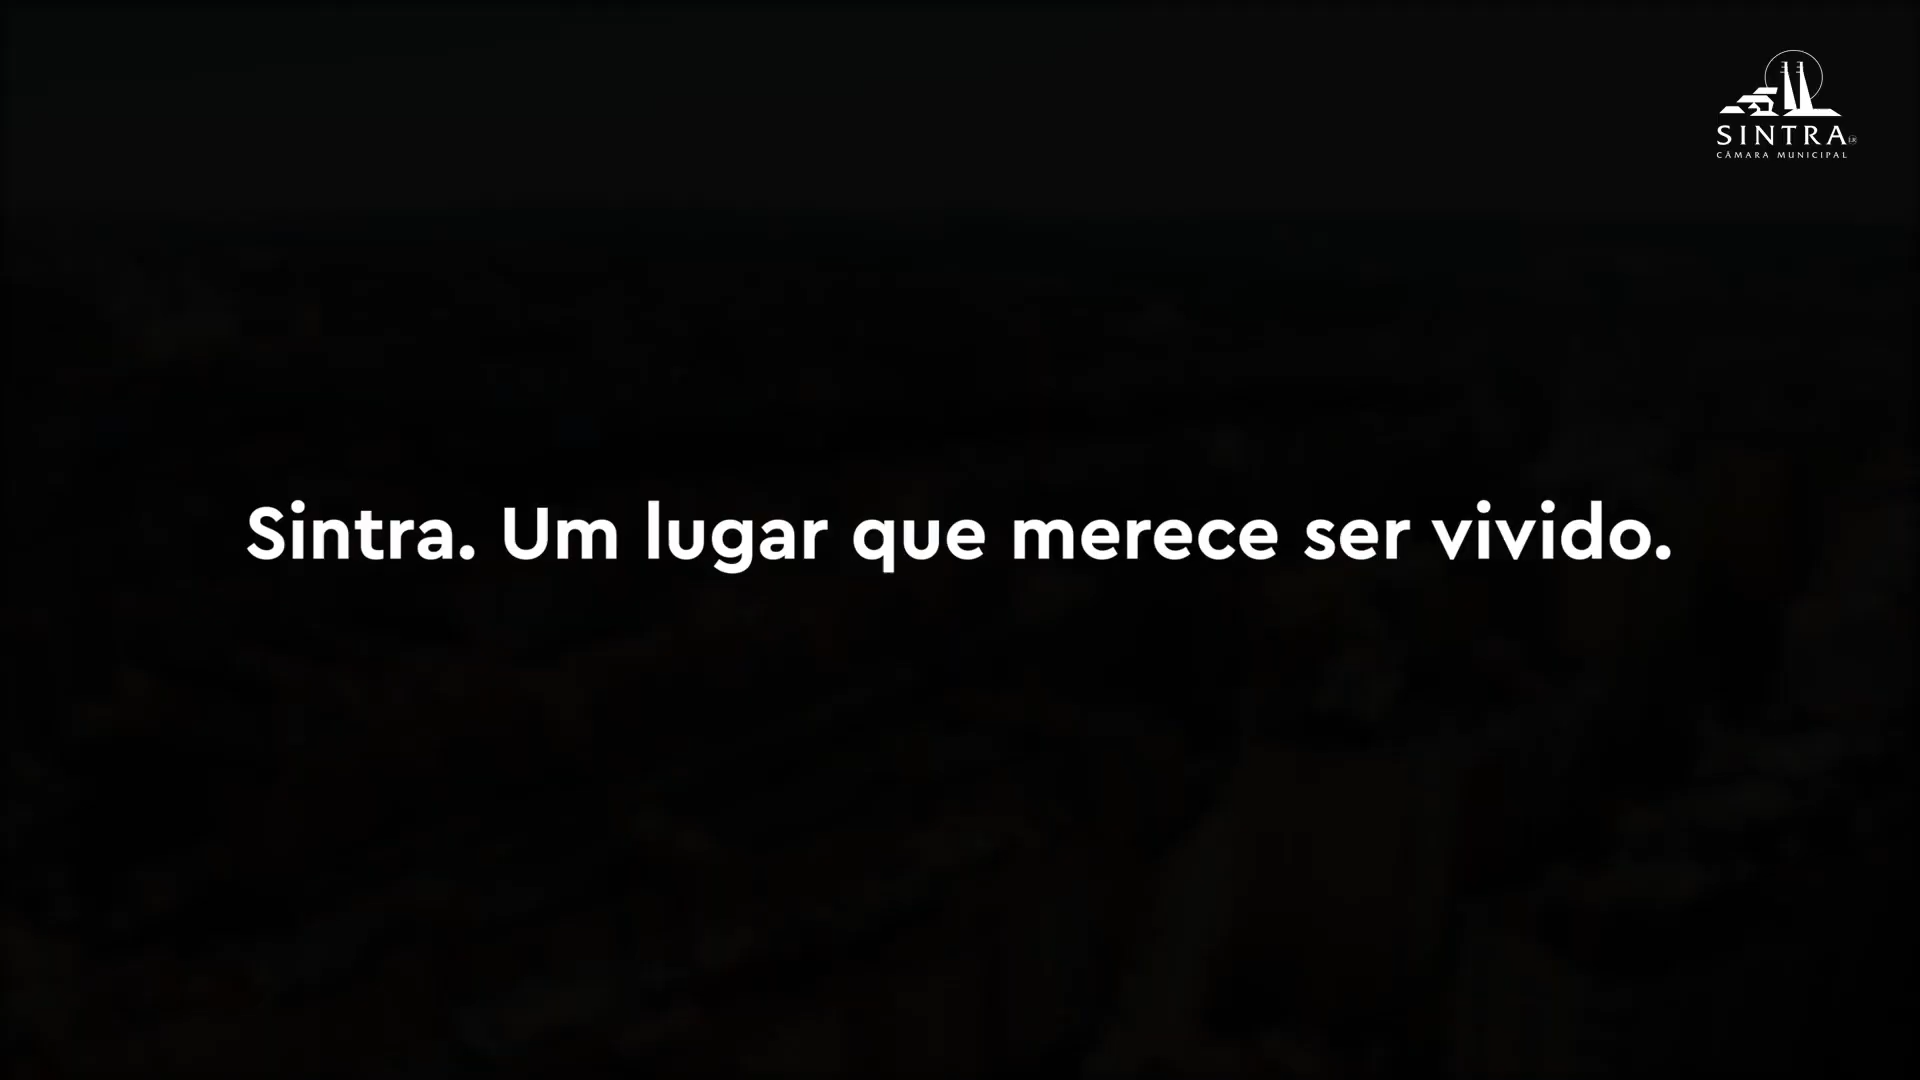 SINTRA
CÂMARA MUNICIPAL
Sintra. Um lugar que merece ser vivido.